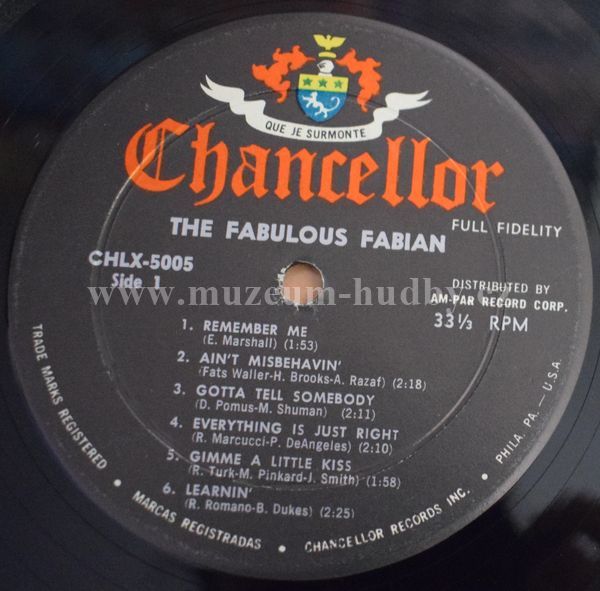 QUE JE SURMONTE
Chancellor
THE FABULOUS FABIAN
FULL FIDELITY
CHLX-5005
Side 1
DISTRIBUTED BY
AM-PAR RECORD CORP.
33⅓ RPM
www.muzeum-hudby.
1. REMEMBER ME
(E. Marshall) (1:53)
2. AIN'T MISBEHAVIN'
(Fats Waller-H. Brooks-A. Razaf) (2:18)
3. GOTTA TELL SOMEBODY
(D. Pomus-M. Shuman) (2:11)
4. EVERYTHING IS JUST RIGHT
(R. Marcucci-P. DeAngeles) (2:10)
5. GIMME A LITTLE KISS
(R. Turk-M. Pinkard-J. Smith) (1:58)
6. LEARNIN'
(R. Romano-B. Dukes) (2:25)
TRADE MARKS REGISTERED • MARCAS REGISTRADAS • CHANCELLOR RECORDS INC. • PHILA. PA. — U.S.A.